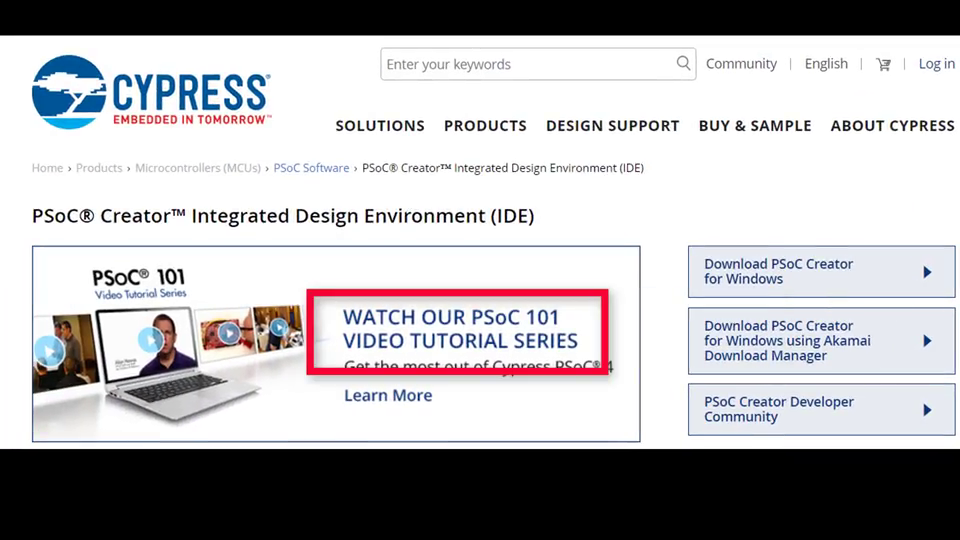 CYPRESS®
EMBEDDED IN TOMORROW™
Enter your keywords
Community | English | | Log in
SOLUTIONS PRODUCTS DESIGN SUPPORT BUY & SAMPLE ABOUT CYPRESS
Home › Products › Microcontrollers (MCUs) › PSoC Software › PSoC® Creator™ Integrated Design Environment (IDE)
PSoC® Creator™ Integrated Design Environment (IDE)
PSoC® 101
Video Tutorial Series
WATCH OUR PSoC 101
VIDEO TUTORIAL SERIES
Get the most out of Cypress PSoC® 4
Learn More
Download PSoC Creator
for Windows
Download PSoC Creator
for Windows using Akamai
Download Manager
PSoC Creator Developer
Community